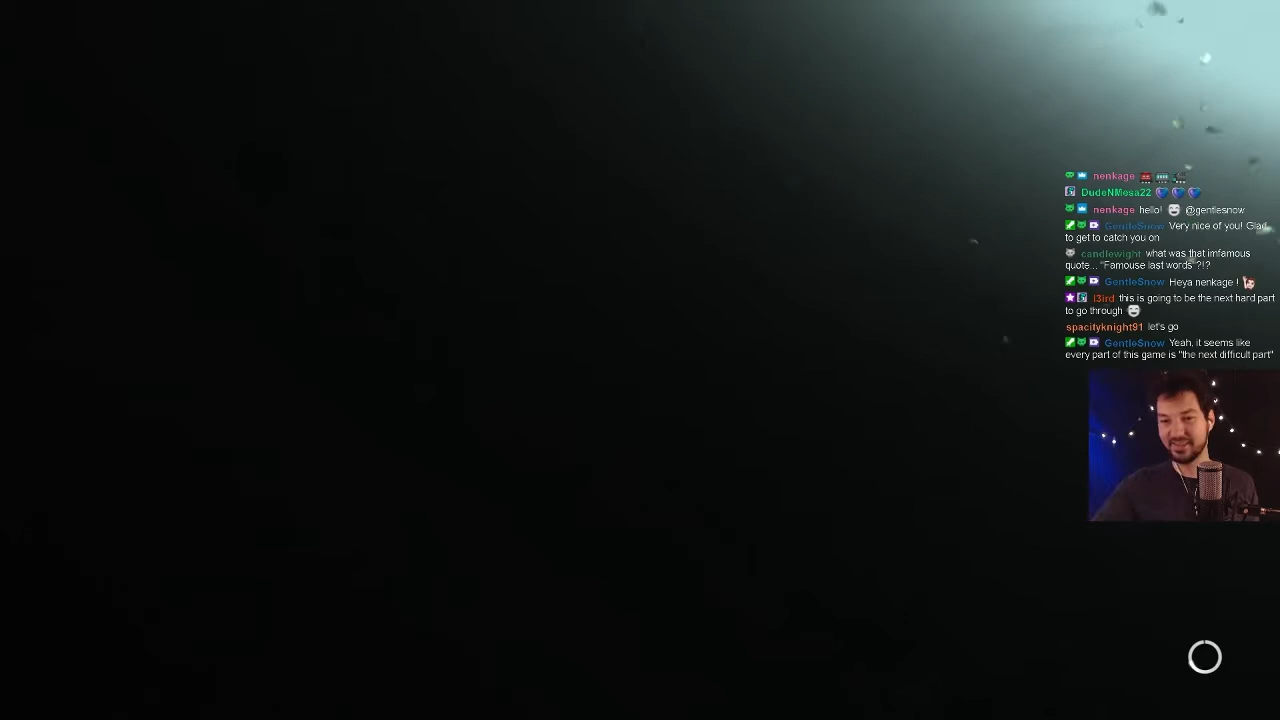 nenkage
DudeNMesa22
nenkage hello! @gentlesnow
GentleSnow Very nice of you! Glad
to get to catch you on
candlewight what was that imfamous
quote... "Famouse last words"?!?
GentleSnow Heya nenkage !
l3ird this is going to be the next hard part
to go through
spacityknight91 let's go
GentleSnow Yeah, it seems like
every part of this game is "the next difficult part"